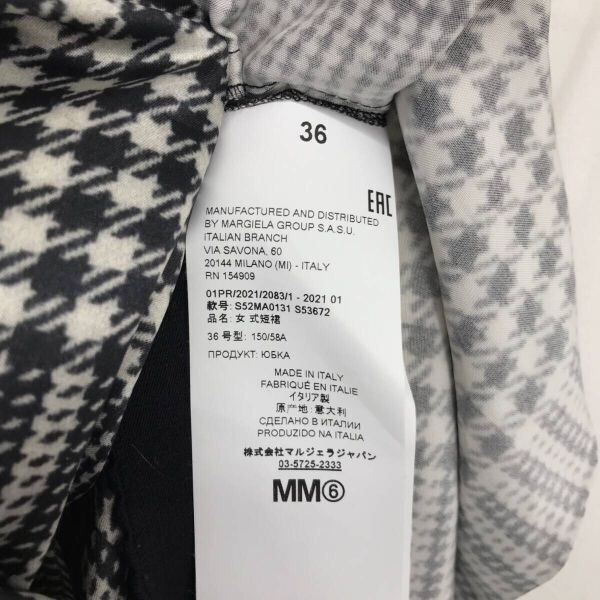 36
EAC
MANUFACTURED AND DISTRIBUTED
BY MARGIELA GROUP S.A.S.U.
ITALIAN BRANCH
VIA SAVONA, 60
20144 MILANO (MI) - ITALY
RN 154909
01PR/2021/2083/1 - 2021 01
款号: S52MA0131 S53672
品名: 女 式短裙
36 号型: 150/58A
ПРОДУКТ: ЮБКА
MADE IN ITALY
FABRIQUÉ EN ITALIE
イタリア製
原产地: 意大利
СДЕЛАНО В ИТАЛИИ
PRODUZIDO NA ITALIA
株式会社マルジェラジャパン
03-5725-2333
MM⑥